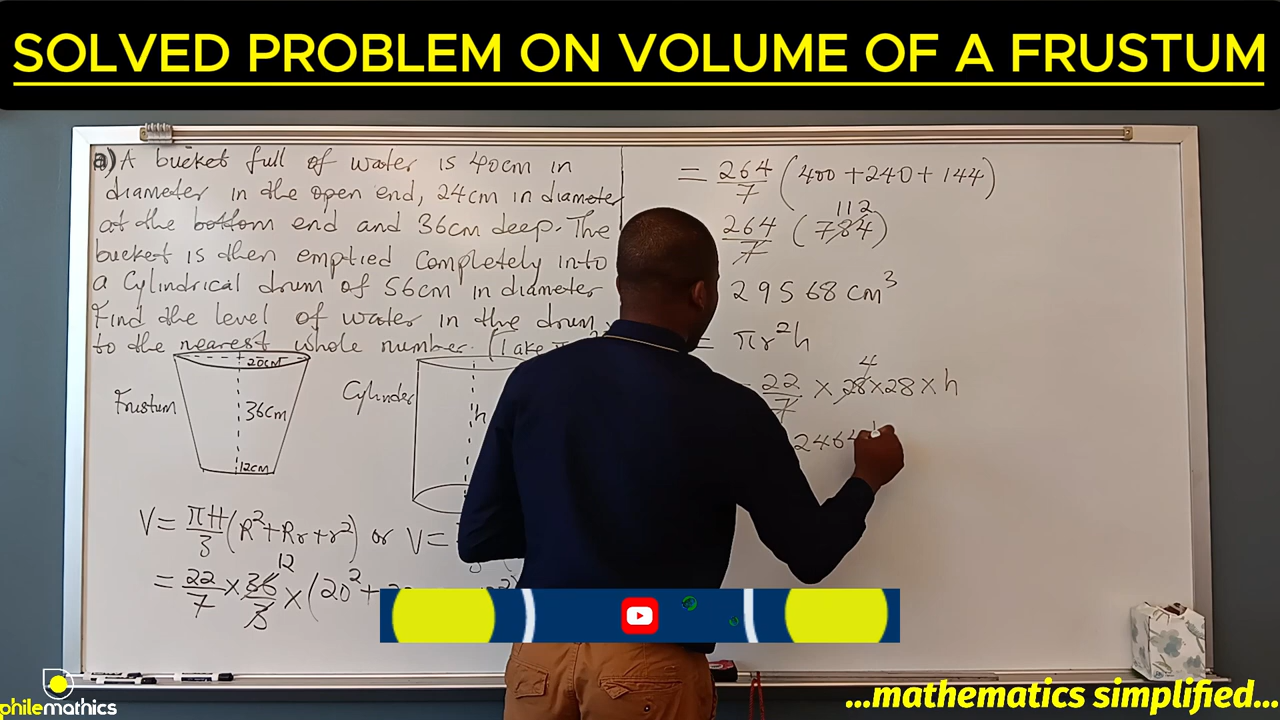 SOLVED PROBLEM ON VOLUME OF A FRUSTUM
a) A bucket full of water is 40cm in
diameter in the open end, 24cm in diameter
at the bottom end and 36cm deep. The
bucket is then emptied completely into
a Cylindrical drum of 56cm in diameter
Find the level of water in the drum
to the nearest whole number. (Take
Frustum
20cm
36cm
12cm
Cylinder
h
V = πH/3 (R² + Rr + r²) or V =
= 22/7 × 36/3 × (20² +
12
= 264/7 (400 + 240 + 144)
112
264/7 (784)
29568 cm³
= πr²h
4
= 22/7 × 28 × 28 × h
2464h
philemathics
...mathematics simplified...